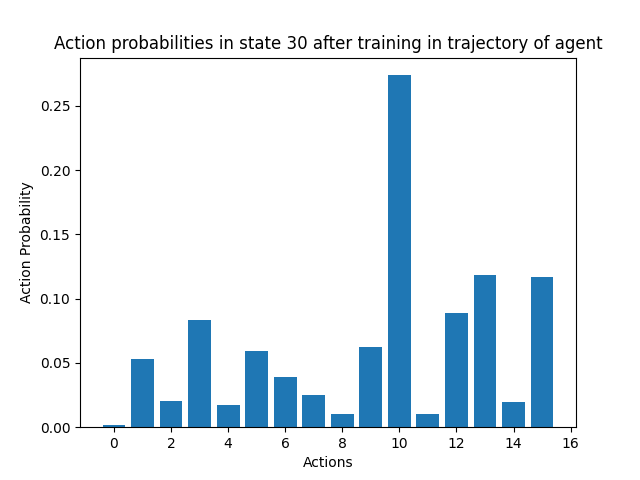 Action probabilities in state 30 after training in trajectory of agent
Action Probability
0.25
0.20
0.15
0.10
0.05
0.00
0 2 4 6 8 10 12 14 16
Actions